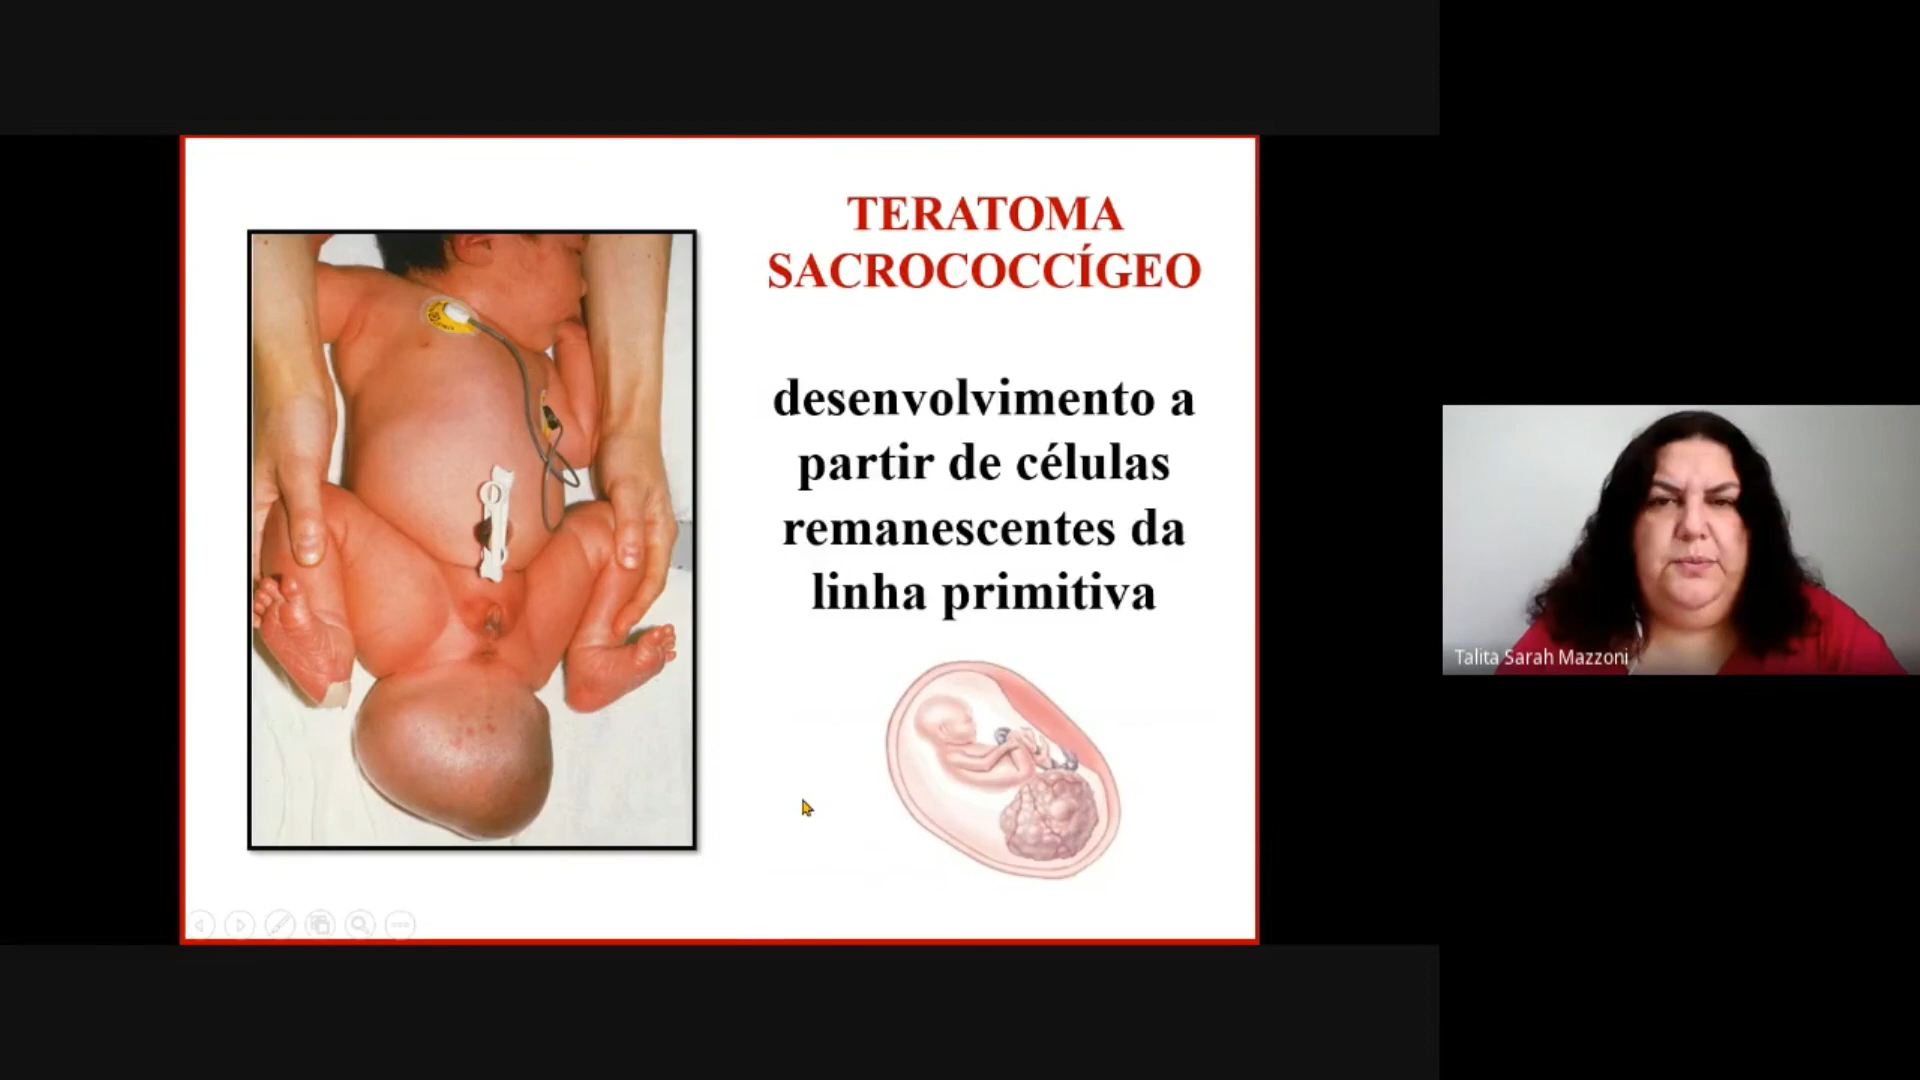 TERATOMA
SACROCOCCÍGEO
desenvolvimento a
partir de células
remanescentes da
linha primitiva
Talita Sarah Mazzoni